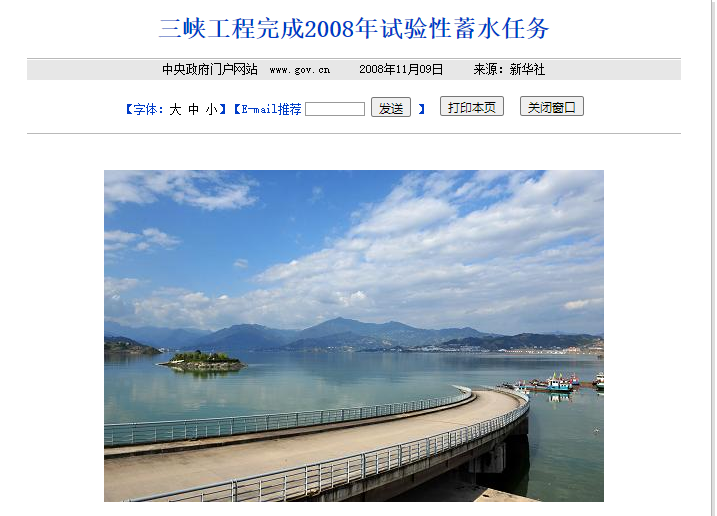 三峡工程完成2008年试验性蓄水任务
中央政府门户网站 www.gov.cn 2008年11月09日 来源：新华社
【字体：大 中 小】【E-mail推荐 发送 】 打印本页 关闭窗口